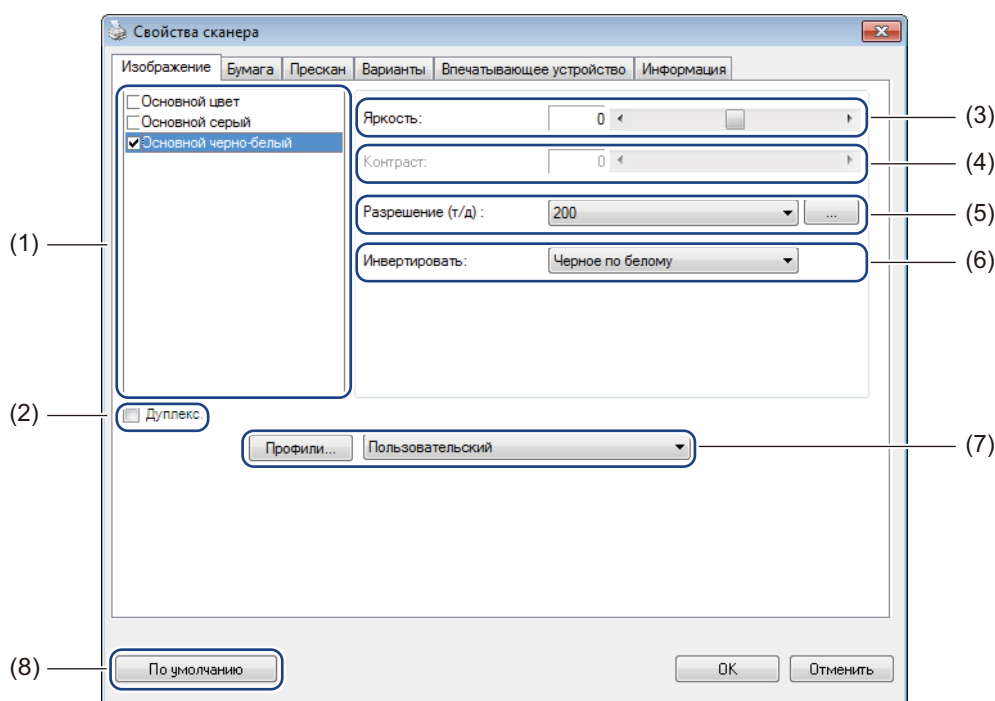 Свойства сканера
Изображение Бумага Прескан Варианты Впечатывающее устройство Информация
Основной цвет
Основной серый
Основной черно-белый
Яркость: 0
(3)
Контраст: 0
(4)
Разрешение (т/д) : 200 ...
(5)
(1)
Инвертировать: Черное по белому
(6)
(2)
Дуплекс.
Профили... Пользовательский
(7)
(8)
По умолчанию OK Отменить